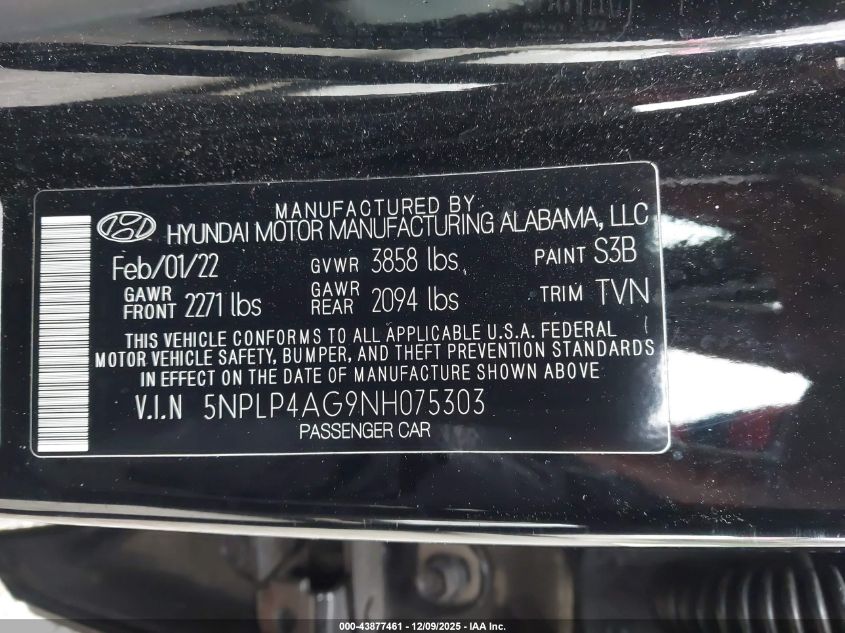 MANUFACTURED BY
HYUNDAI MOTOR MANUFACTURING ALABAMA, LLC
Feb/01/22 GVWR 3858 lbs. PAINT S3B
GAWR FRONT 2271 lbs GAWR REAR 2094 lbs TRIM TVN
THIS VEHICLE CONFORMS TO ALL APPLICABLE U.S.A. FEDERAL
MOTOR VEHICLE SAFETY, BUMPER, AND THEFT PREVENTION STANDARDS
IN EFFECT ON THE DATE OF MANUFACTURE SHOWN ABOVE.
V.I.N 5NPLP4AG9NH075303
PASSENGER CAR
000-43877461 - 12/09/2025 - IAA Inc.